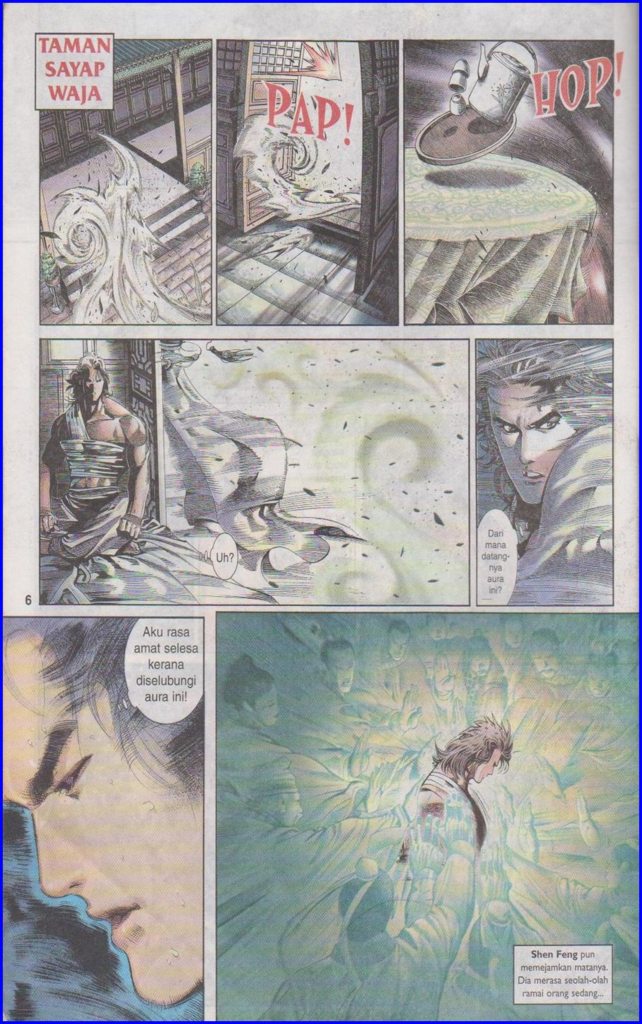 TAMAN
SAYAP
WAJA
PAP!
HOP!
Uh?
Dari
mana
datang-
nya
aura
ini?
6
Aku rasa
amat selesa
kerana
diselubungi
aura ini!
Shen Feng pun
memejamkan matanya.
Dia merasa seolah-olah
ramai orang sedang...